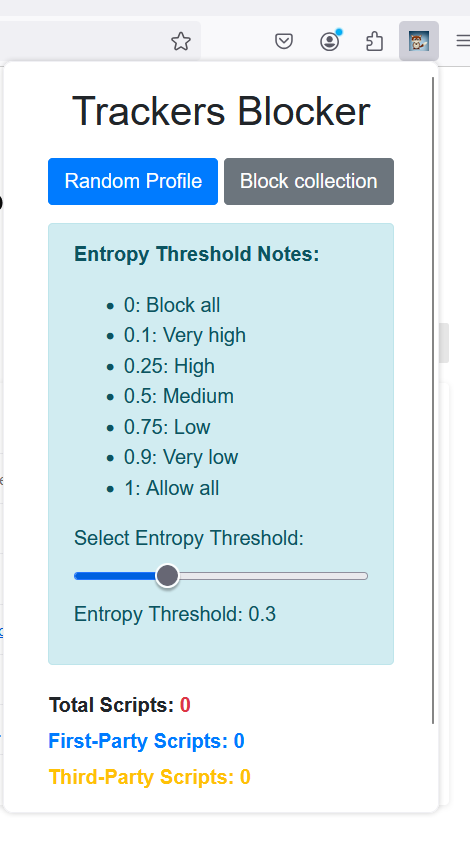 Trackers Blocker
Random Profile Block collection
Entropy Threshold Notes:
• 0: Block all
• 0.1: Very high
• 0.25: High
• 0.5: Medium
• 0.75: Low
• 0.9: Very low
• 1: Allow all
Select Entropy Threshold:
Entropy Threshold: 0.3
Total Scripts: 0
First-Party Scripts: 0
Third-Party Scripts: 0